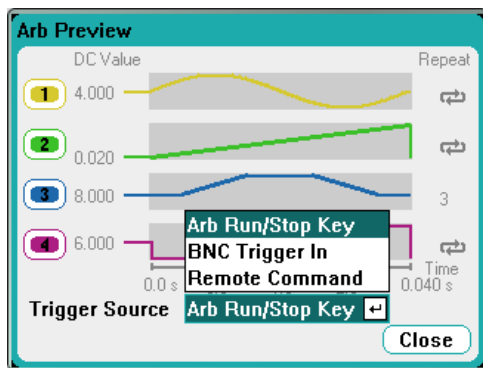 Arb Preview
DC Value Repeat
1 4.000
2 0.020
3 8.000 3
4 6.000
Arb Run/Stop Key
BNC Trigger In
Remote Command
Time
0.0 s 0.040 s
Trigger Source Arb Run/Stop Key
Close